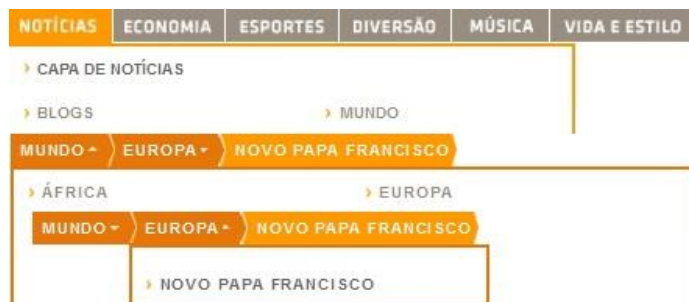 NOTÍCIAS ECONOMIA ESPORTES DIVERSÃO MÚSICA VIDA E ESTILO
CAPA DE NOTÍCIAS
BLOGS MUNDO
MUNDO EUROPA NOVO PAPA FRANCISCO
ÁFRICA EUROPA
MUNDO EUROPA NOVO PAPA FRANCISCO
NOVO PAPA FRANCISCO